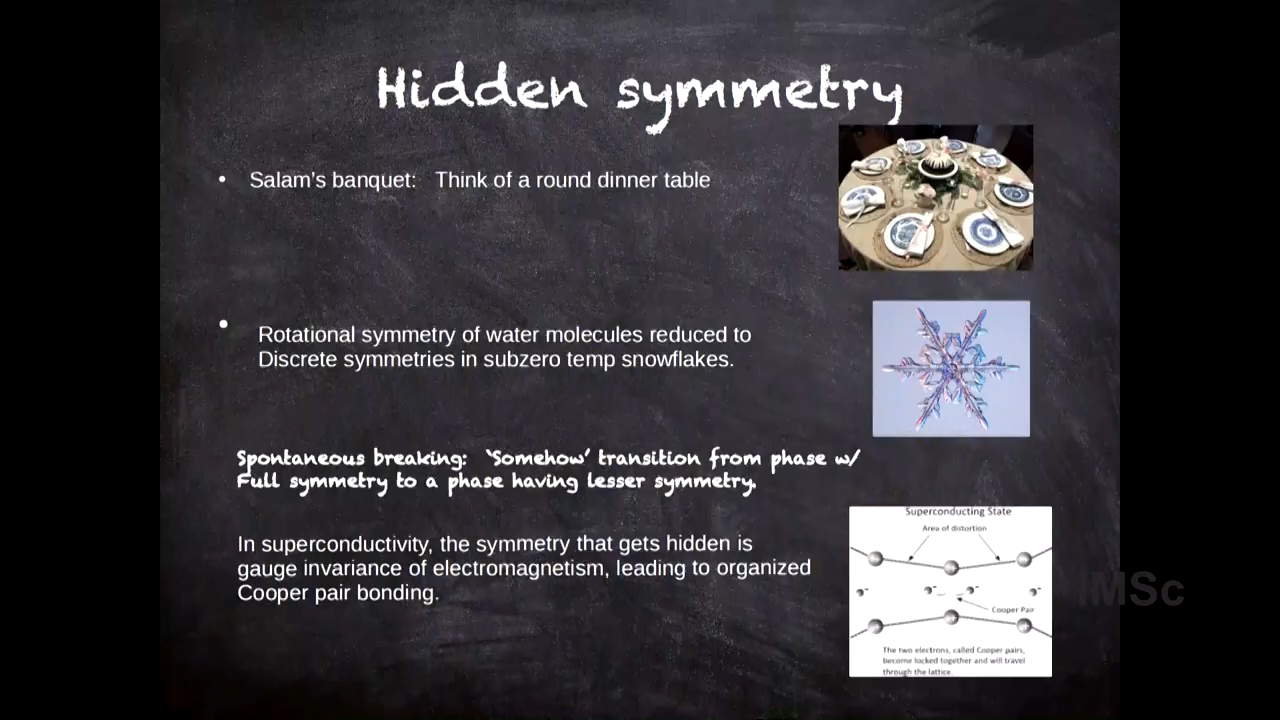 Hidden symmetry
• Salam's banquet: Think of a round dinner table
• Rotational symmetry of water molecules reduced to
Discrete symmetries in subzero temp snowflakes.
Spontaneous breaking: 'Somehow' transition from phase w/
Full symmetry to a phase having lesser symmetry.
In superconductivity, the symmetry that gets hidden is
gauge invariance of electromagnetism, leading to organized
Cooper pair bonding.
Superconducting State
Area of distortion
e- e- e- e-
Cooper Pair
The two electrons, called Cooper pairs,
become locked together and will travel
through the lattice.
IMSc